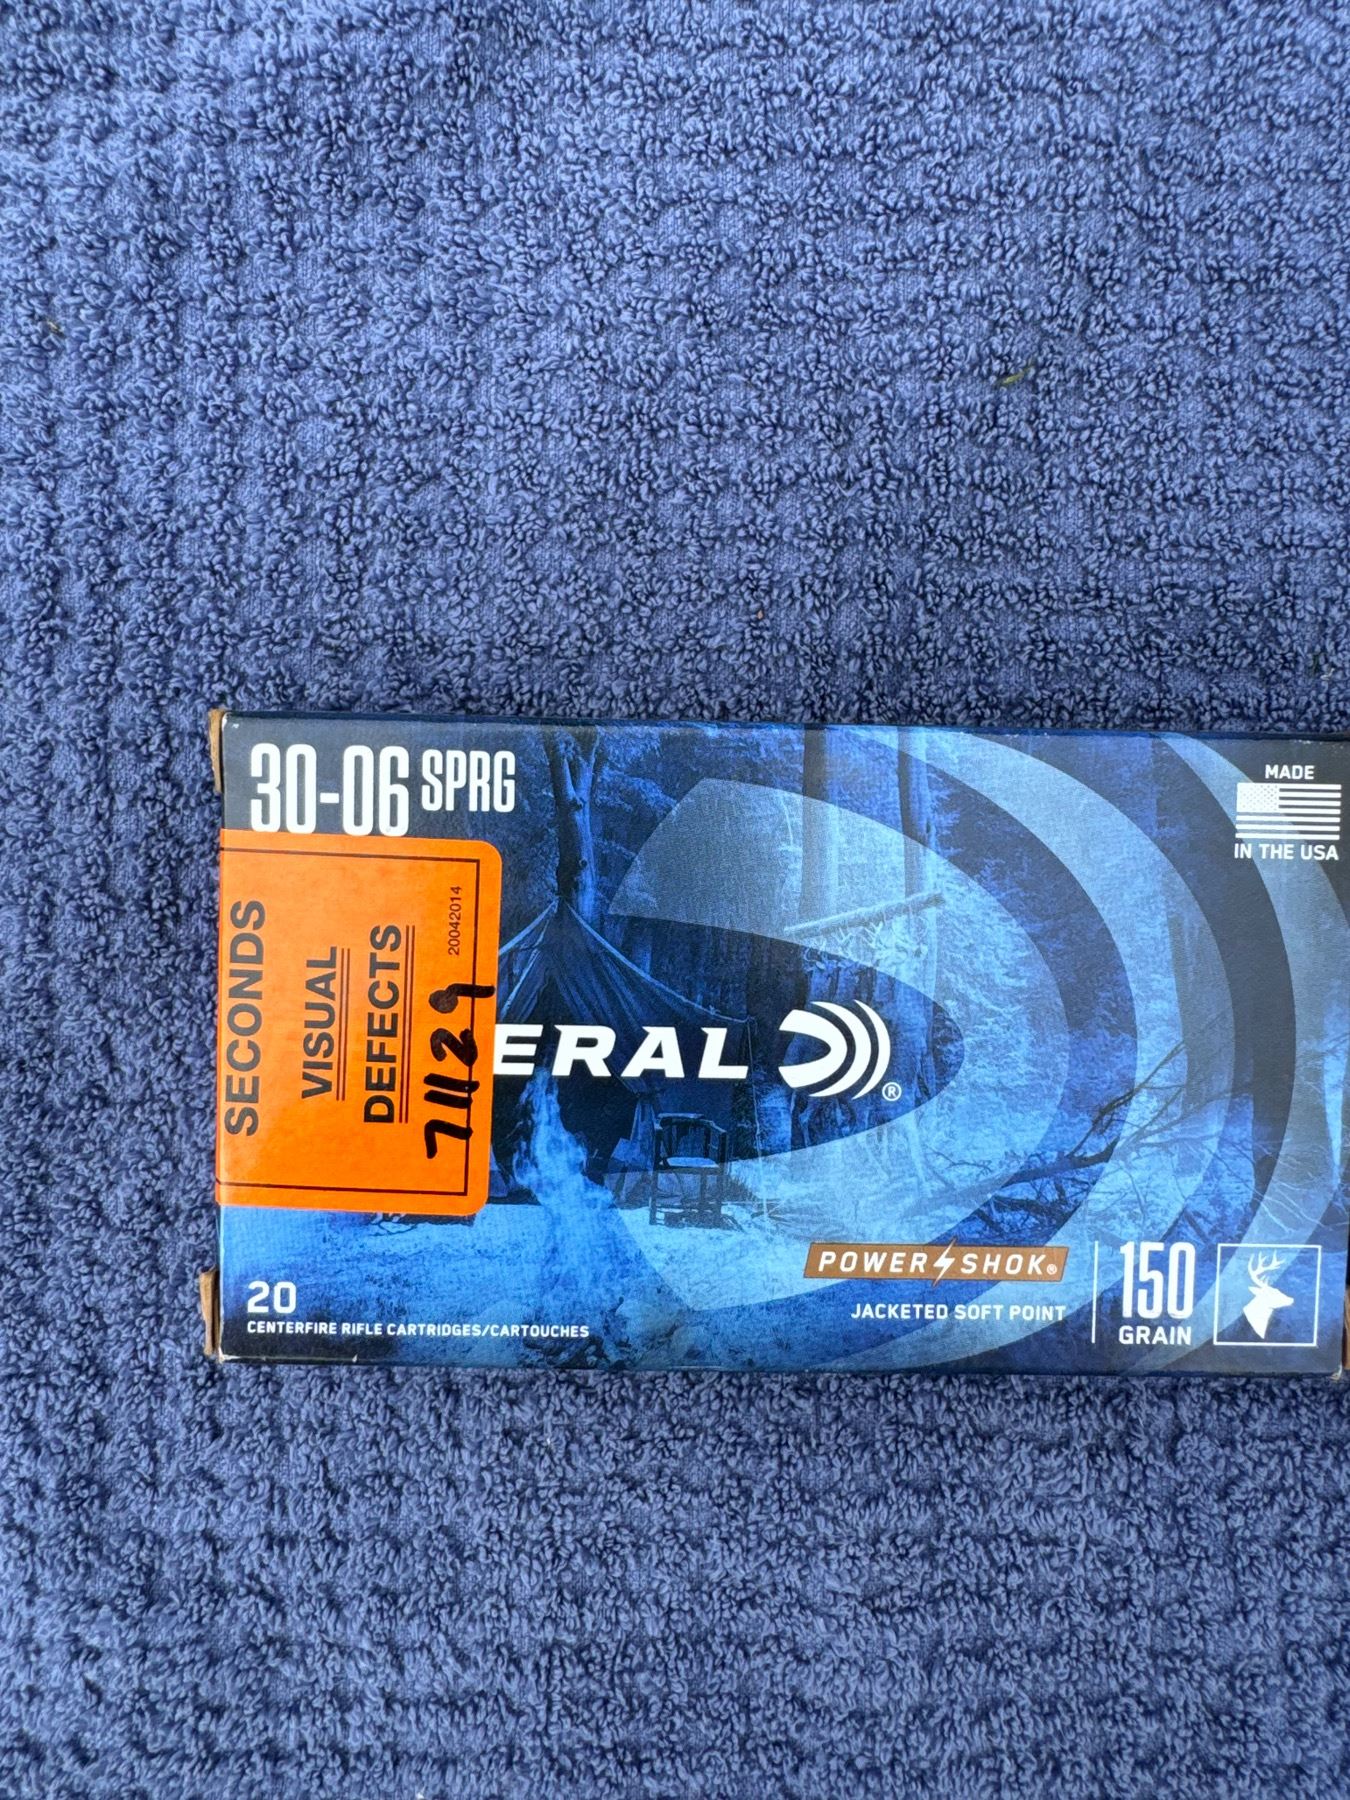 30-06 SPRG
MADE
IN THE USA
SECONDS
VISUAL
DEFECTS
20042014
71129
ERAL
®
POWER SHOK®
JACKETED SOFT POINT
150
GRAIN
20
CENTERFIRE RIFLE CARTRIDGES/CARTOUCHES